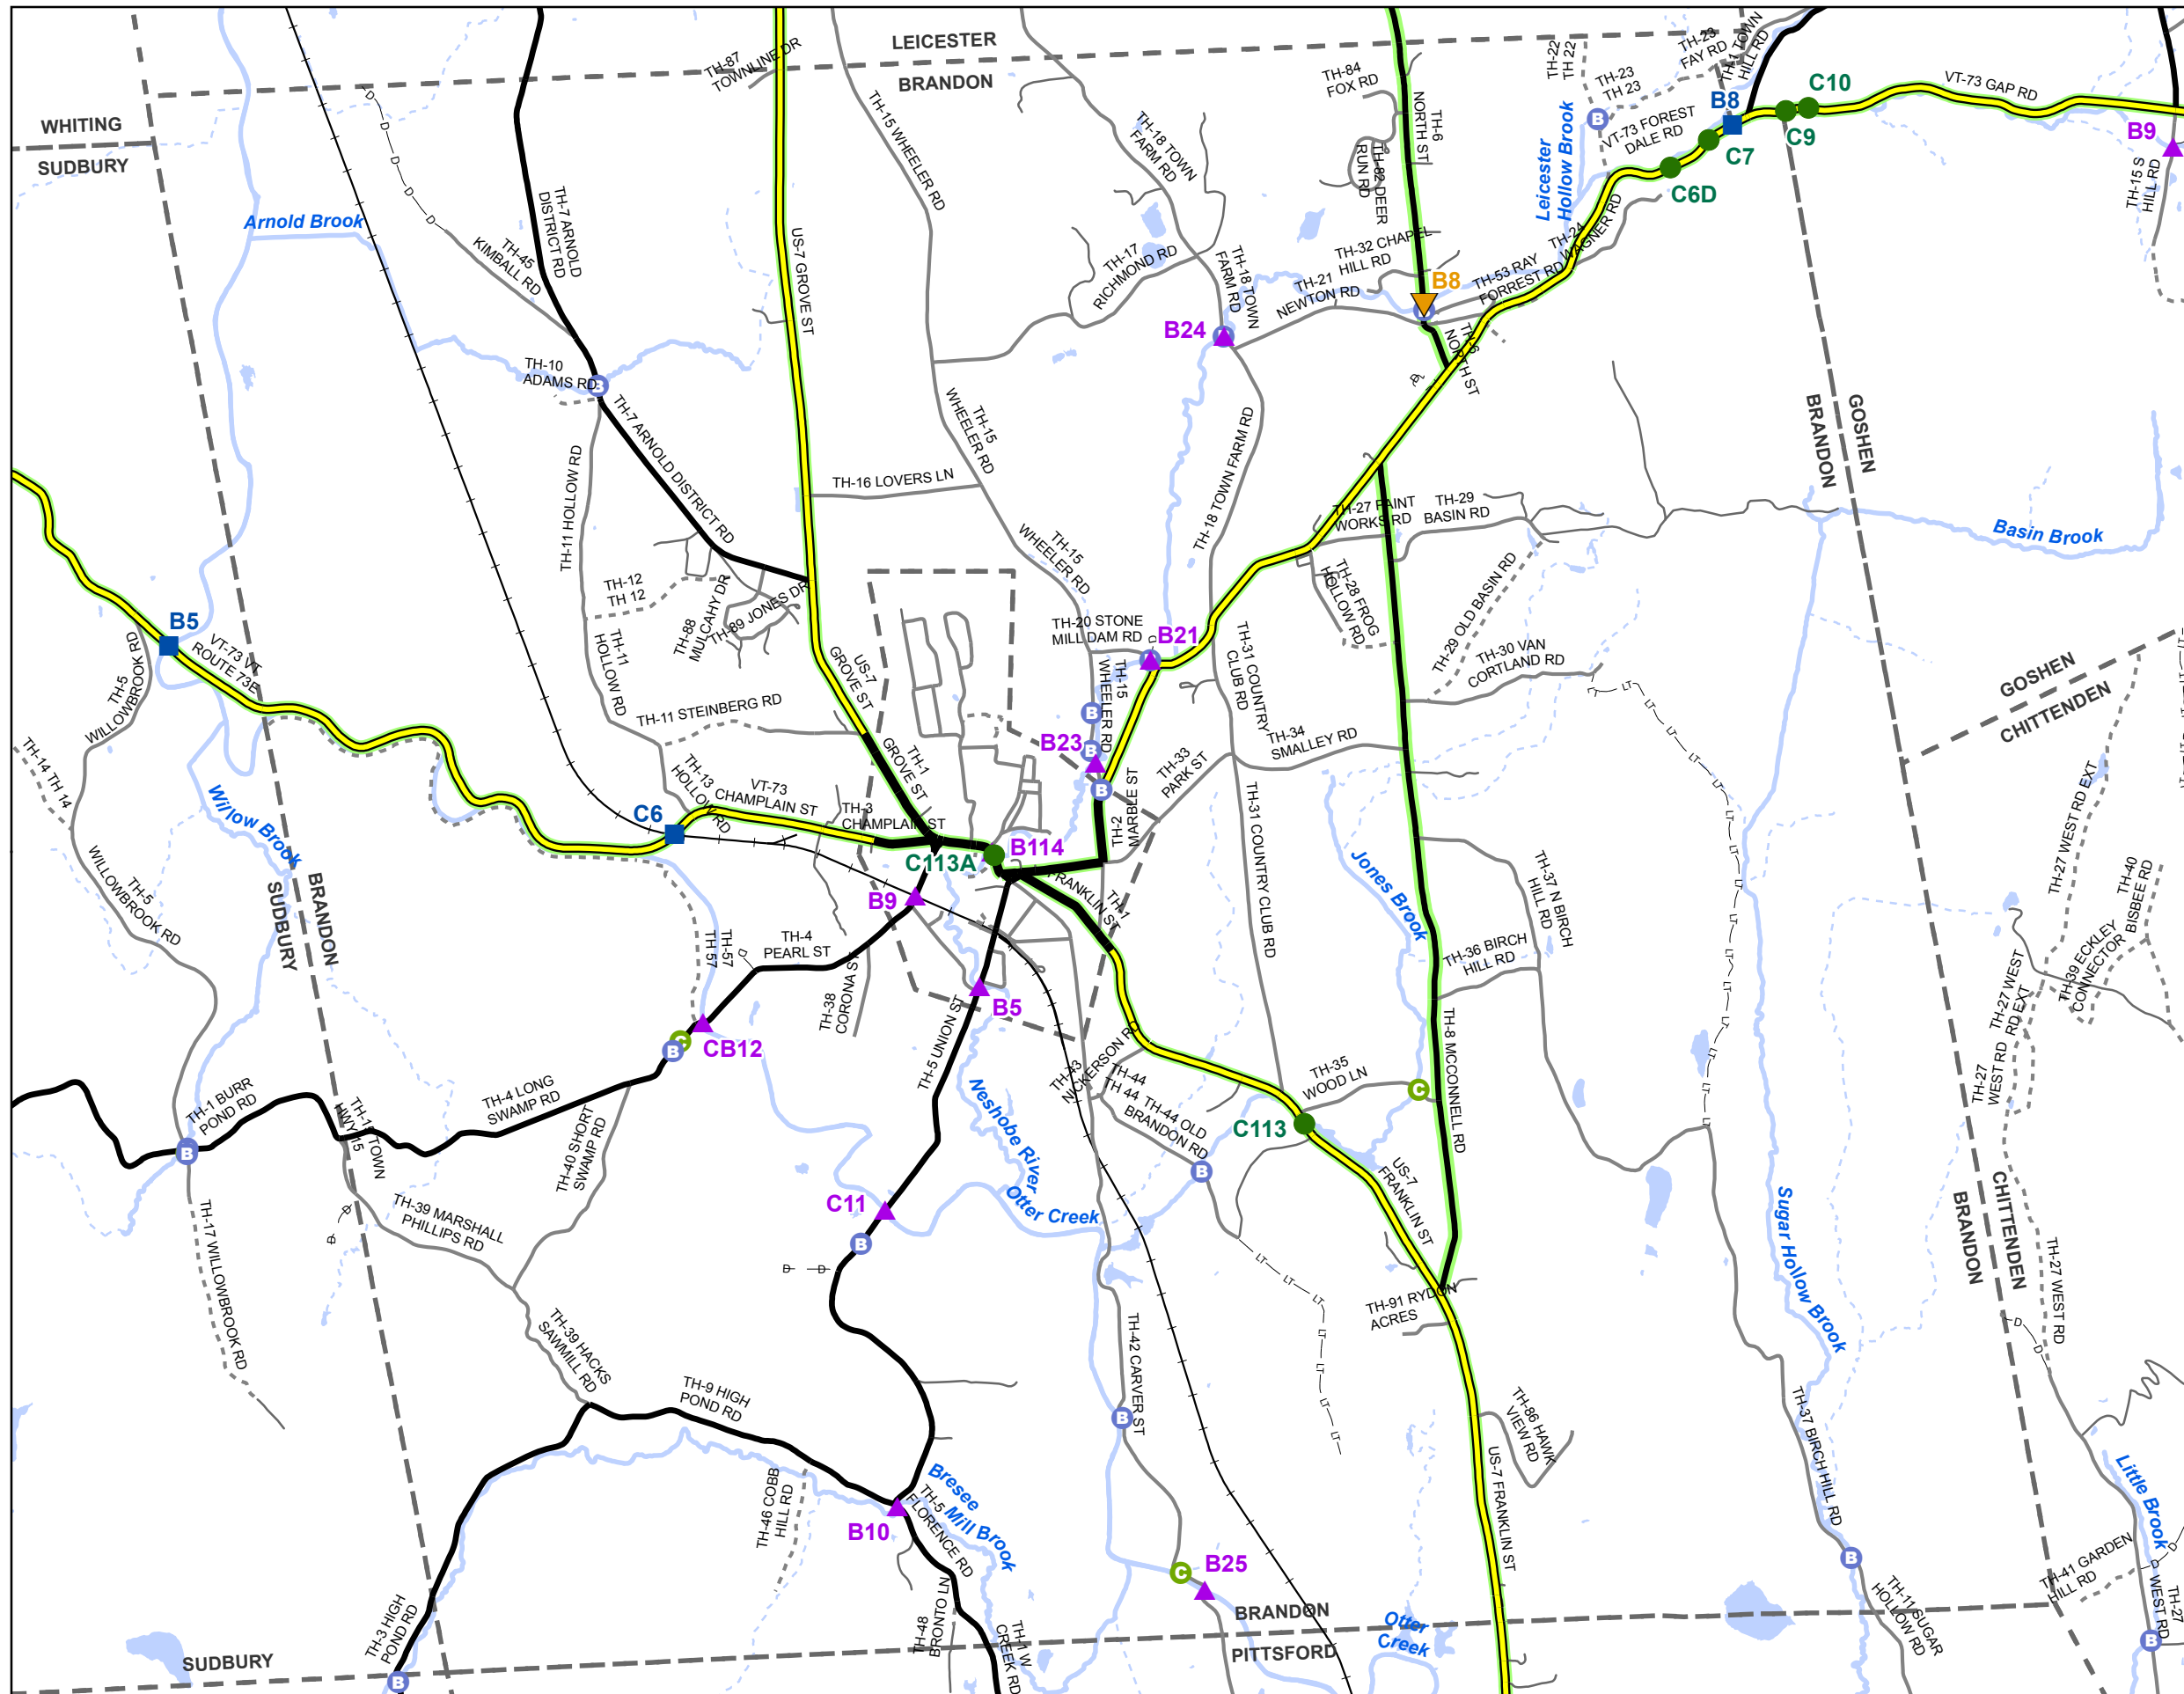 LEICESTER
BRANDON
WHITING
SUDBURY
TH-87
TOWNLINE DR
TH-84
FOX RD
TH-22
TH 22
TH-23
TH 23
TH-23
FAY RD
TOWN
HILL RD
C10
VT-73 GAP RD
B8
C9
B9
C7
C6D
VT-73 FOREST
DALE RD
TH-15 S
HILL RD
Leicester
Hollow Brook
TH-6
NORTH ST
TH-82 DEER
RUN RD
TH-18 TOWN
FARM RD
TH-15 WHEELER RD
TH-7 ARNOLD
DISTRICT RD
Arnold Brook
TH-45
KIMBALL RD
US-7 GROVE ST
TH-17
RICHMOND RD
TH-18 TOWN
FARM RD
TH-32 CHAPEL
HILL RD
TH-21
NEWTON RD
TH-24
WAGNER RD
TH-53 RAY
FORREST RD
B8
B24
TH-6
NORTH ST
TH-10
ADAMS RD
B
TH-7 ARNOLD DISTRICT RD
TH-11 HOLLOW RD
TH-15
WHEELER RD
TH-16 LOVERS LN
TH-18 TOWN FARM RD
TH-27 PAINT
WORKS RD
TH-29
BASIN RD
GOSHEN
BRANDON
Basin Brook
TH-15
WHEELER RD
TH-12
TH 12
TH-88
MULCAHY DR
TH-89 JONES DR
TH-28 FROG
HOLLOW RD
TH-29 OLD BASIN RD
TH-30 VAN
CORTLAND RD
B5
VT-73 VT
ROUTE 73E
TH-5
WILLOWBROOK RD
TH-11
HOLLOW RD
TH-11 STEINBERG RD
US-7
GROVE ST
TH-20 STONE
MILL DAM RD
B21
TH-15
WHEELER RD
TH-31 COUNTRY
CLUB RD
TH-34
SMALLEY RD
GOSHEN
CHITTENDEN
TH-14 TH 14
Willow Brook
TH-13
HOLLOW RD
VT-73
CHAMPLAIN ST
TH-3
CHAMPLAIN ST
TH-1
GROVE ST
B23
TH-33
PARK ST
TH-2
MARBLE ST
C6
C113A
B114
B9
TH-1
FRANKLIN ST
TH-31 COUNTRY CLUB RD
Jones Brook
TH-37 N BIRCH
HILL RD
TH-36 BIRCH
HILL RD
TH-27 WEST RD EXT
TH-40
BISBEE RD
TH-39 ECKLEY
CONNECTOR
TH-27 WEST
RD EXT
TH-27
WEST RD
TH-5
WILLOWBROOK RD
BRANDON
SUDBURY
TH-57
TH 57
TH-4
PEARL ST
TH-38
CORONA ST
B5
CB12
TH-5 UNION ST
Neshobe River
TH-43
NICKERSON RD
TH-44
TH 44
TH-44 OLD
BRANDON RD
TH-35
WOOD LN
C113
TH-8 MCCONNELL RD
TH-1 BURR
POND RD
TH-4 LONG
SWAMP RD
TH-40 SHORT
SWAMP RD
TOWN
HWY 15
C11
Otter Creek
US-7
FRANKLIN ST
Sugar Hollow Brook
CHITTENDEN
BRANDON
TH-39 MARSHALL
PHILLIPS RD
TH-17 WILLOWBROOK RD
TH-91 RYDON
ACRES
TH-27 WEST RD
TH-39 HACKS
SAWMILL RD
TH-9 HIGH
POND RD
TH-42 CARVER ST
TH-86 HAWK
VIEW RD
TH-37 BIRCH HILL RD
US-7 FRANKLIN ST
TH-46 COBB
HILL RD
B10
Bresee
Mill Brook
TH-5
FLORENCE RD
B25
Little Brook
TH-41 GARDEN
HILL RD
TH-27
WEST RD
TH-11 SUGAR
HOLLOW RD
TH-3 HIGH
POND RD
TH-48
BRONTO LN
TH-1 W
CREEK RD
BRANDON
PITTSFORD
Otter
Creek
SUDBURY